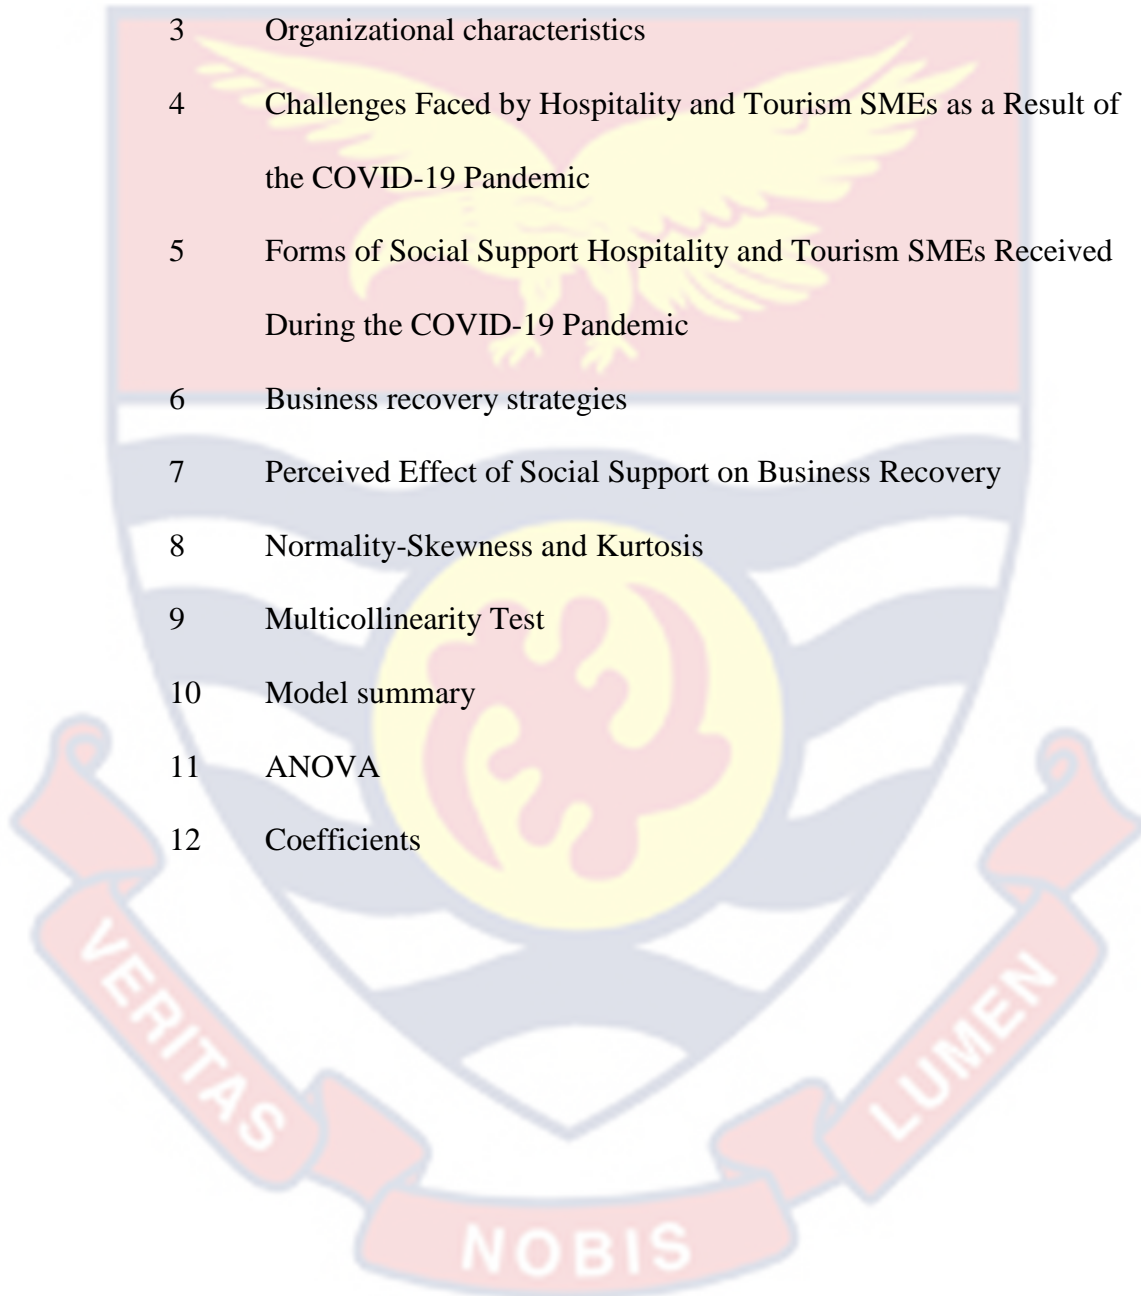 3 Organizational characteristics
4 Challenges Faced by Hospitality and Tourism SMEs as a Result of
the COVID-19 Pandemic
5 Forms of Social Support Hospitality and Tourism SMEs Received
During the COVID-19 Pandemic
6 Business recovery strategies
7 Perceived Effect of Social Support on Business Recovery
8 Normality-Skewness and Kurtosis
9 Multicollinearity Test
10 Model summary
11 ANOVA
12 Coefficients
VERITAS
NOBIS
LUMEN